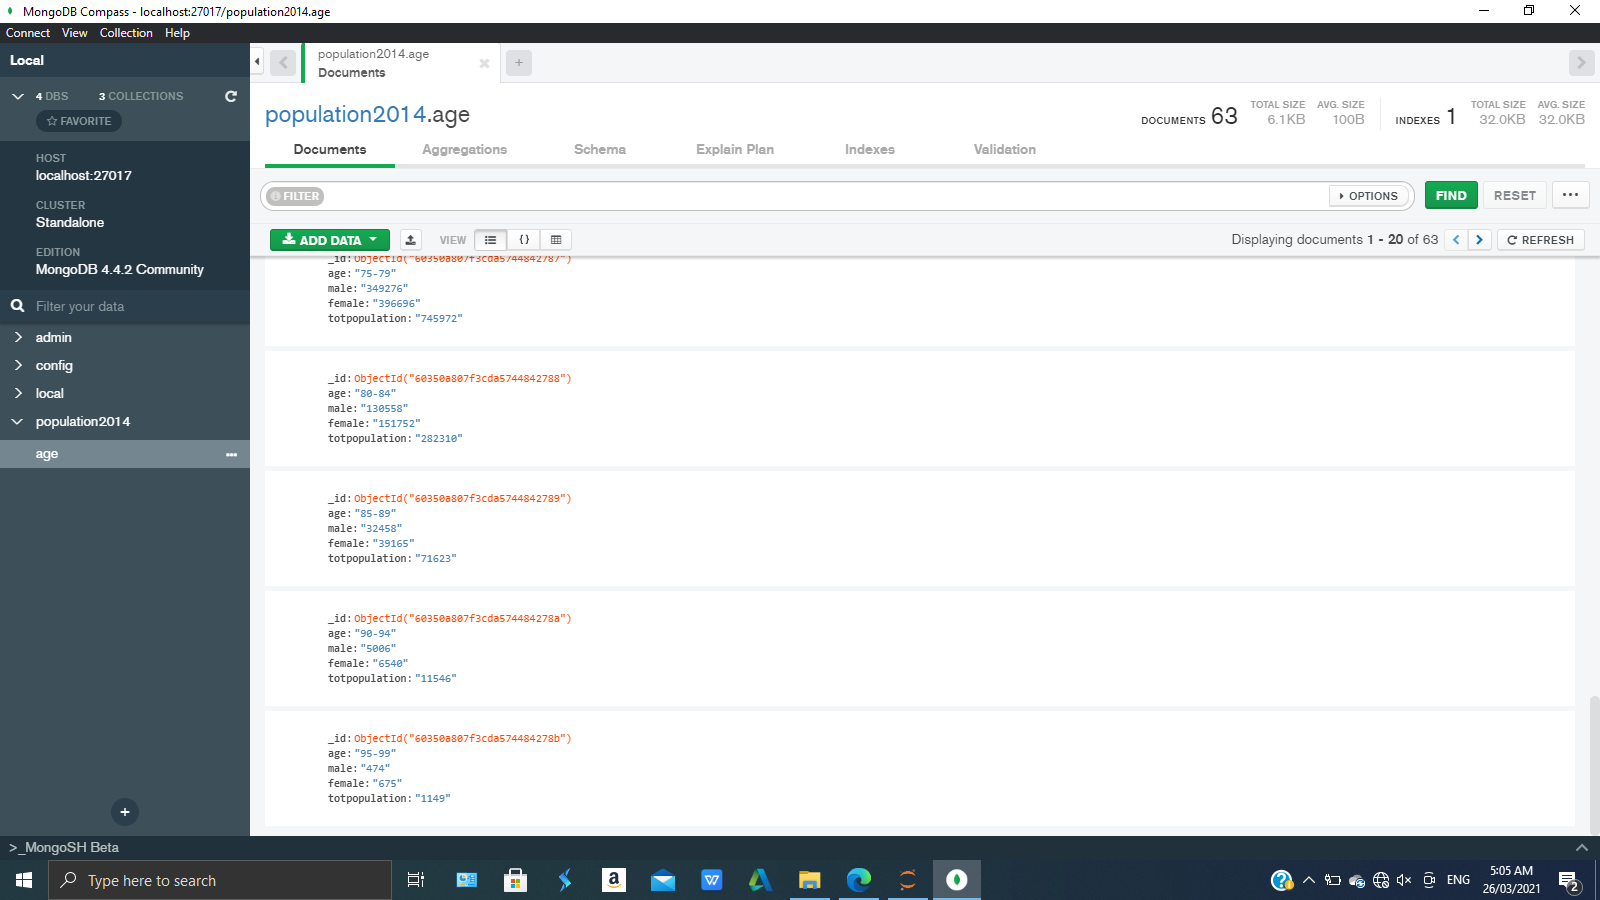 MongoDB Compass - localhost:27017/population2014.age
Connect View Collection Help
Local
4 DBS 3 COLLECTIONS
FAVORITE
HOST
localhost:27017
CLUSTER
Standalone
EDITION
MongoDB 4.4.2 Community
Filter your data
admin
config
local
population2014
age
population2014.age
Documents
population2014.age
DOCUMENTS 63
TOTAL SIZE AVG. SIZE
6.1KB 100B
INDEXES 1
TOTAL SIZE AVG. SIZE
32.0KB 32.0KB
Documents Aggregations Schema Explain Plan Indexes Validation
FILTER
OPTIONS
FIND
RESET
ADD DATA
VIEW
{}
Displaying documents 1 - 20 of 63
REFRESH
_id: ObjectId("60350a807f3cda5744842787")
age: "75-79"
male: "349276"
female: "396696"
totpopulation: "745972"
_id: ObjectId("60350a807f3cda5744842788")
age: "80-84"
male: "130558"
female: "151752"
totpopulation: "282310"
_id: ObjectId("60350a807f3cda5744842789")
age: "85-89"
male: "32458"
female: "39165"
totpopulation: "71623"
_id: ObjectId("60350a807f3cda574484278a")
age: "90-94"
male: "5006"
female: "6540"
totpopulation: "11546"
_id: ObjectId("60350a807f3cda574484278b")
age: "95-99"
male: "474"
female: "675"
totpopulation: "1149"
>_MongoSH Beta
Type here to search
ENG
5:05 AM
26/03/2021
2